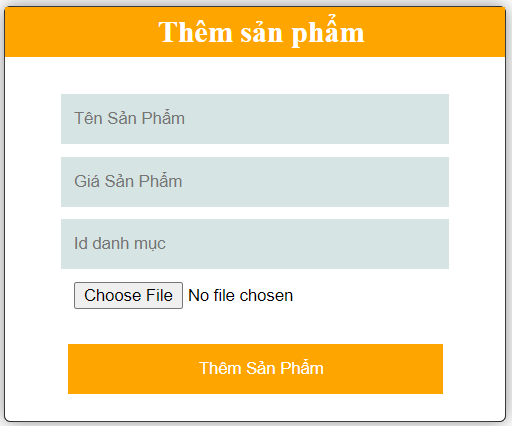 Thêm sản phẩm
Tên Sản Phẩm
Giá Sản Phẩm
Id danh mục
Choose File No file chosen
Thêm Sản Phẩm